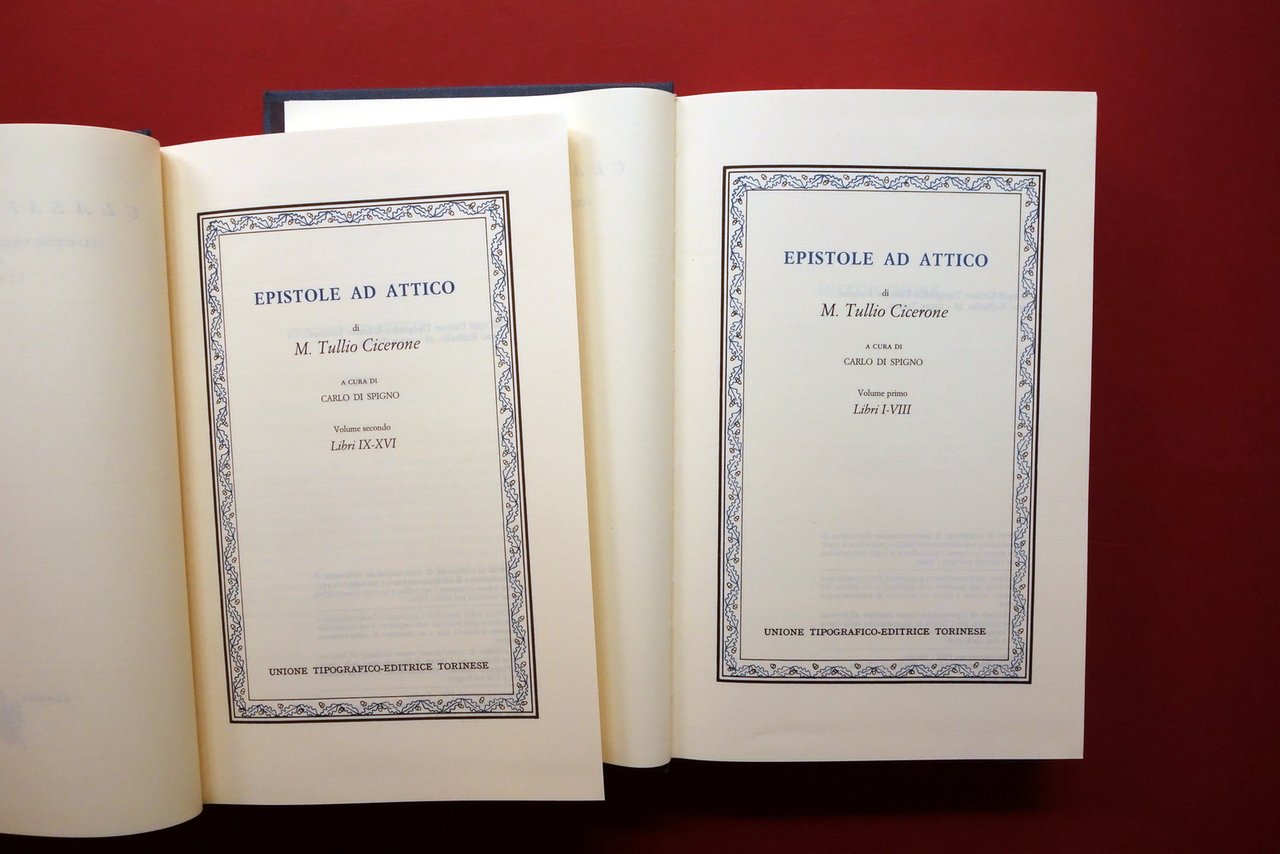 EPISTOLE AD ATTICO
di
M. Tullio Cicerone
A CURA DI
CARLO DI SPIGNO
Volume secondo
Libri IX-XVI
UNIONE TIPOGRAFICO-EDITRICE TORINESE
EPISTOLE AD ATTICO
di
M. Tullio Cicerone
A CURA DI
CARLO DI SPIGNO
Volume primo
Libri I-VIII
UNIONE TIPOGRAFICO-EDITRICE TORINESE